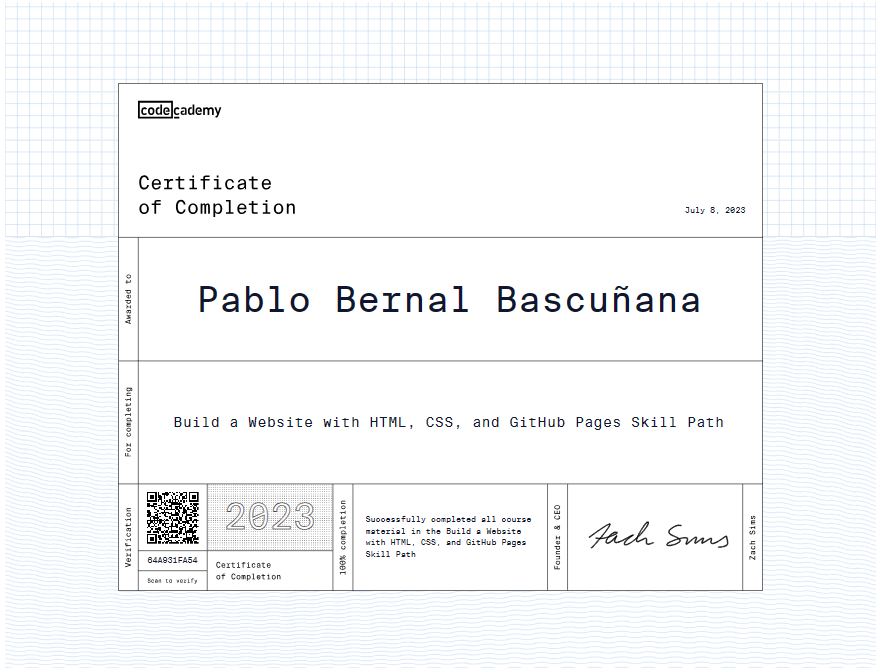 codecademy
Certificate
of Completion
July 8, 2023
Awarded to
Pablo Bernal Bascuñana
For completing
Build a Website with HTML, CSS, and GitHub Pages Skill Path
Verification
64A931FA54
Scan to verify
2023
Certificate
of Completion
100% completion
Successfully completed all course
material in the Build a Website
with HTML, CSS, and GitHub Pages
Skill Path
Founder & CEO
Zach Sims
Zach Sims